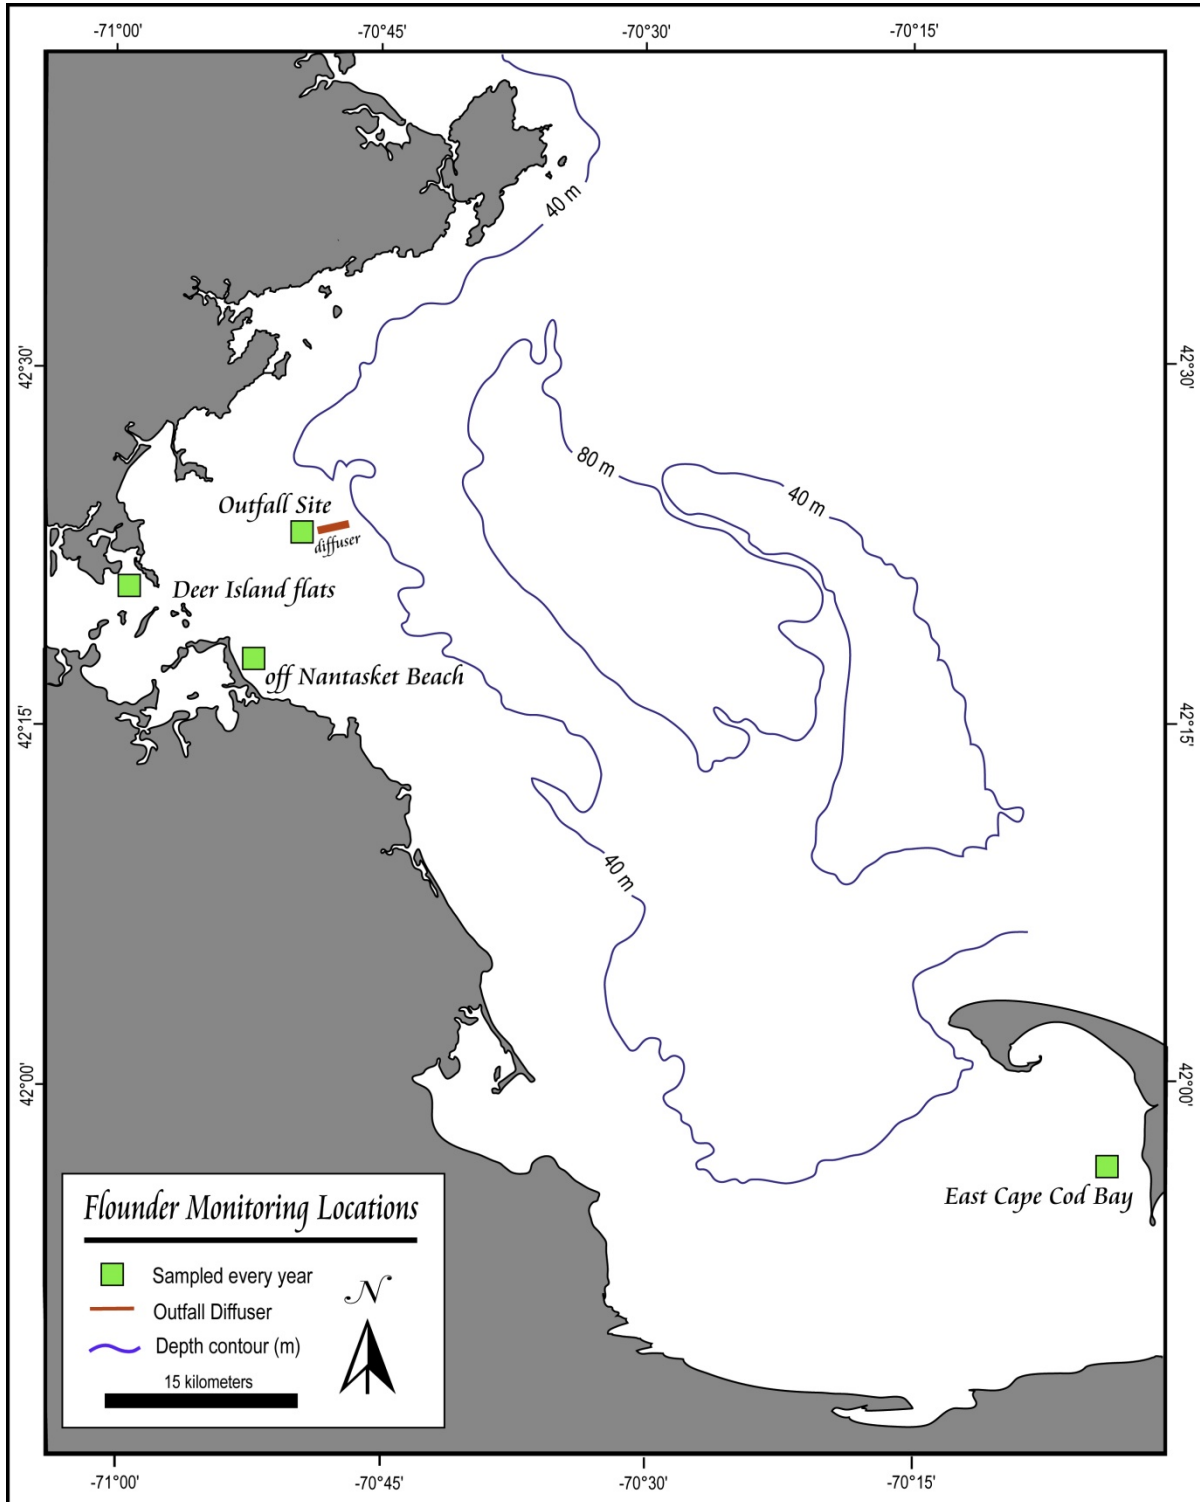 -71°00'
-70°45'
-70°30'
-70°15'
40 m
42°30'
42°30'
80 m
40 m
Outfall Site
diffuser
Deer Island flats
off Nantasket Beach
42°15'
42°15'
40 m
42°00'
42°00'
East Cape Cod Bay
Flounder Monitoring Locations
Sampled every year
N
Outfall Diffuser
Depth contour (m)
15 kilometers
-71°00'
-70°45'
-70°30'
-70°15'